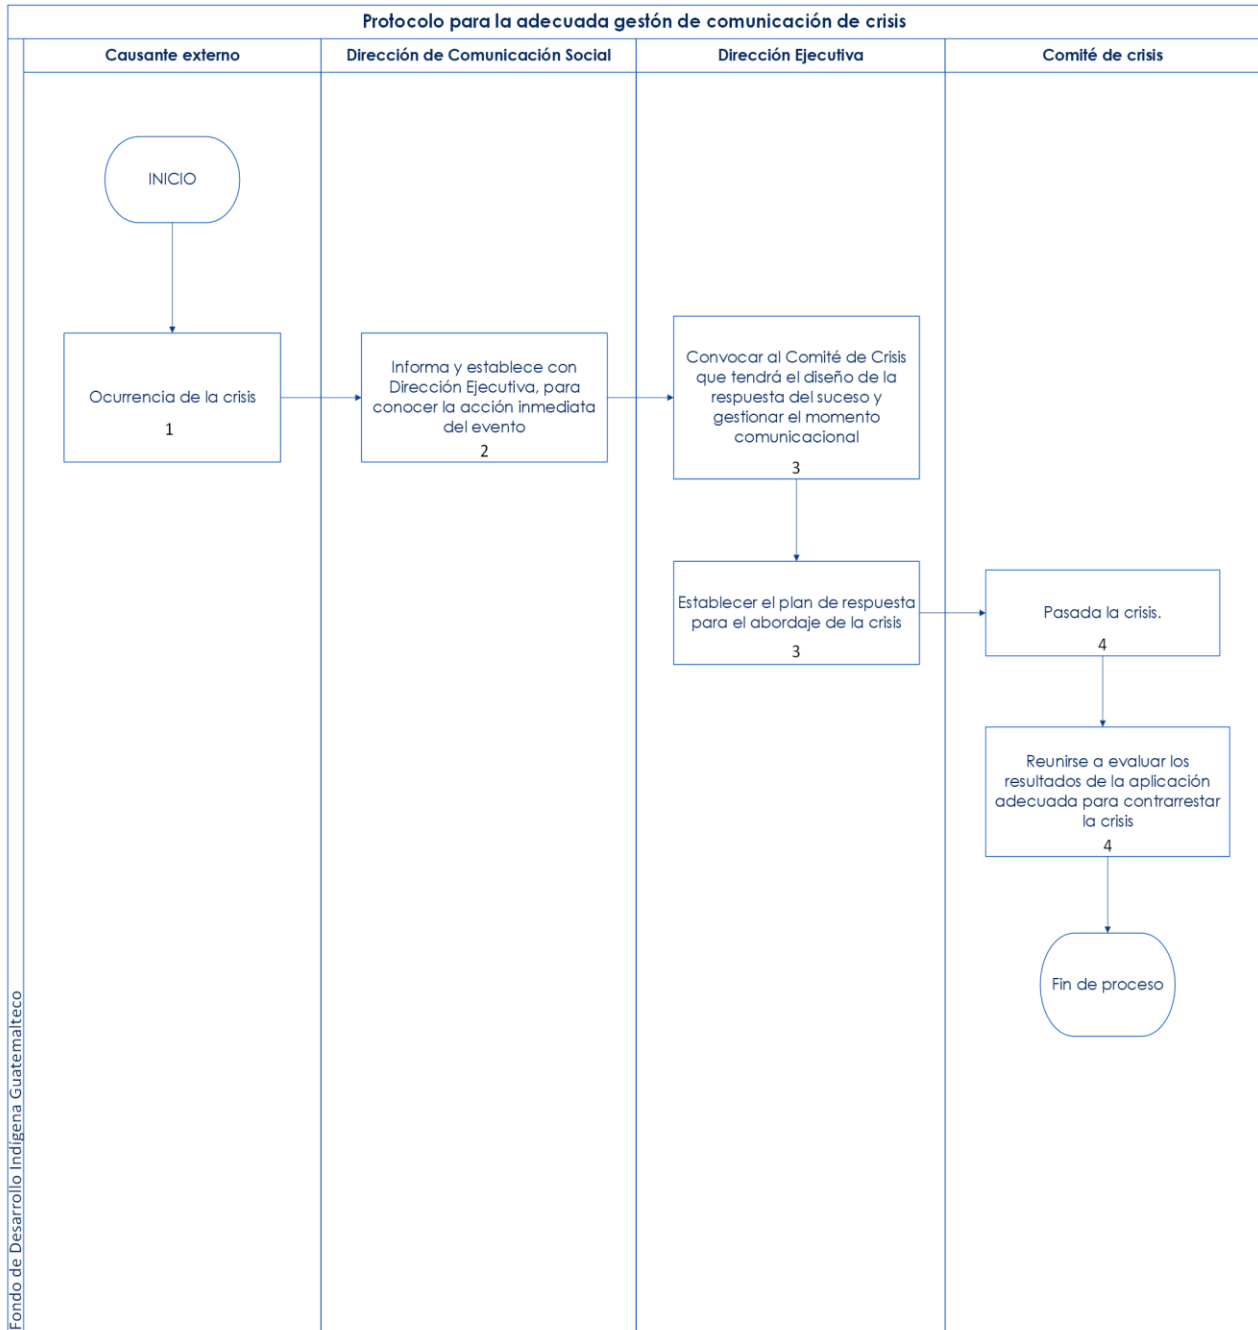 Protocolo para la adecuada gestón de comunicación de crisis
Causante externo
Dirección de Comunicación Social
Dirección Ejecutiva
Comité de crisis
INICIO
Ocurrencia de la crisis
1
Informa y establece con
Dirección Ejecutiva, para
conocer la acción inmediata
del evento
2
Convocar al Comité de Crisis
que tendrá el diseño de la
respuesta del suceso y
gestionar el momento
comunicacional
3
Establecer el plan de respuesta
para el abordaje de la crisis
3
Pasada la crisis.
4
Reunirse a evaluar los
resultados de la aplicación
adecuada para contrarrestar
la crisis
4
Fin de proceso
Fondo de Desarrollo Indígena Guatemalteco